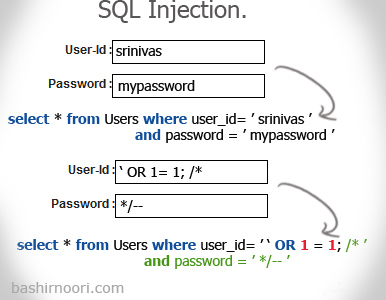 SQL Injection.
User-Id : srinivas
Password : mypassword
select * from Users where user_id= ’ srinivas ’
and password = ’ mypassword ’
User-Id : ‘ OR 1= 1; /*
Password : */--
select * from Users where user_id= ’‘ OR 1 = 1; /* ’
and password = ’ */-- ’
bashirnoori.com